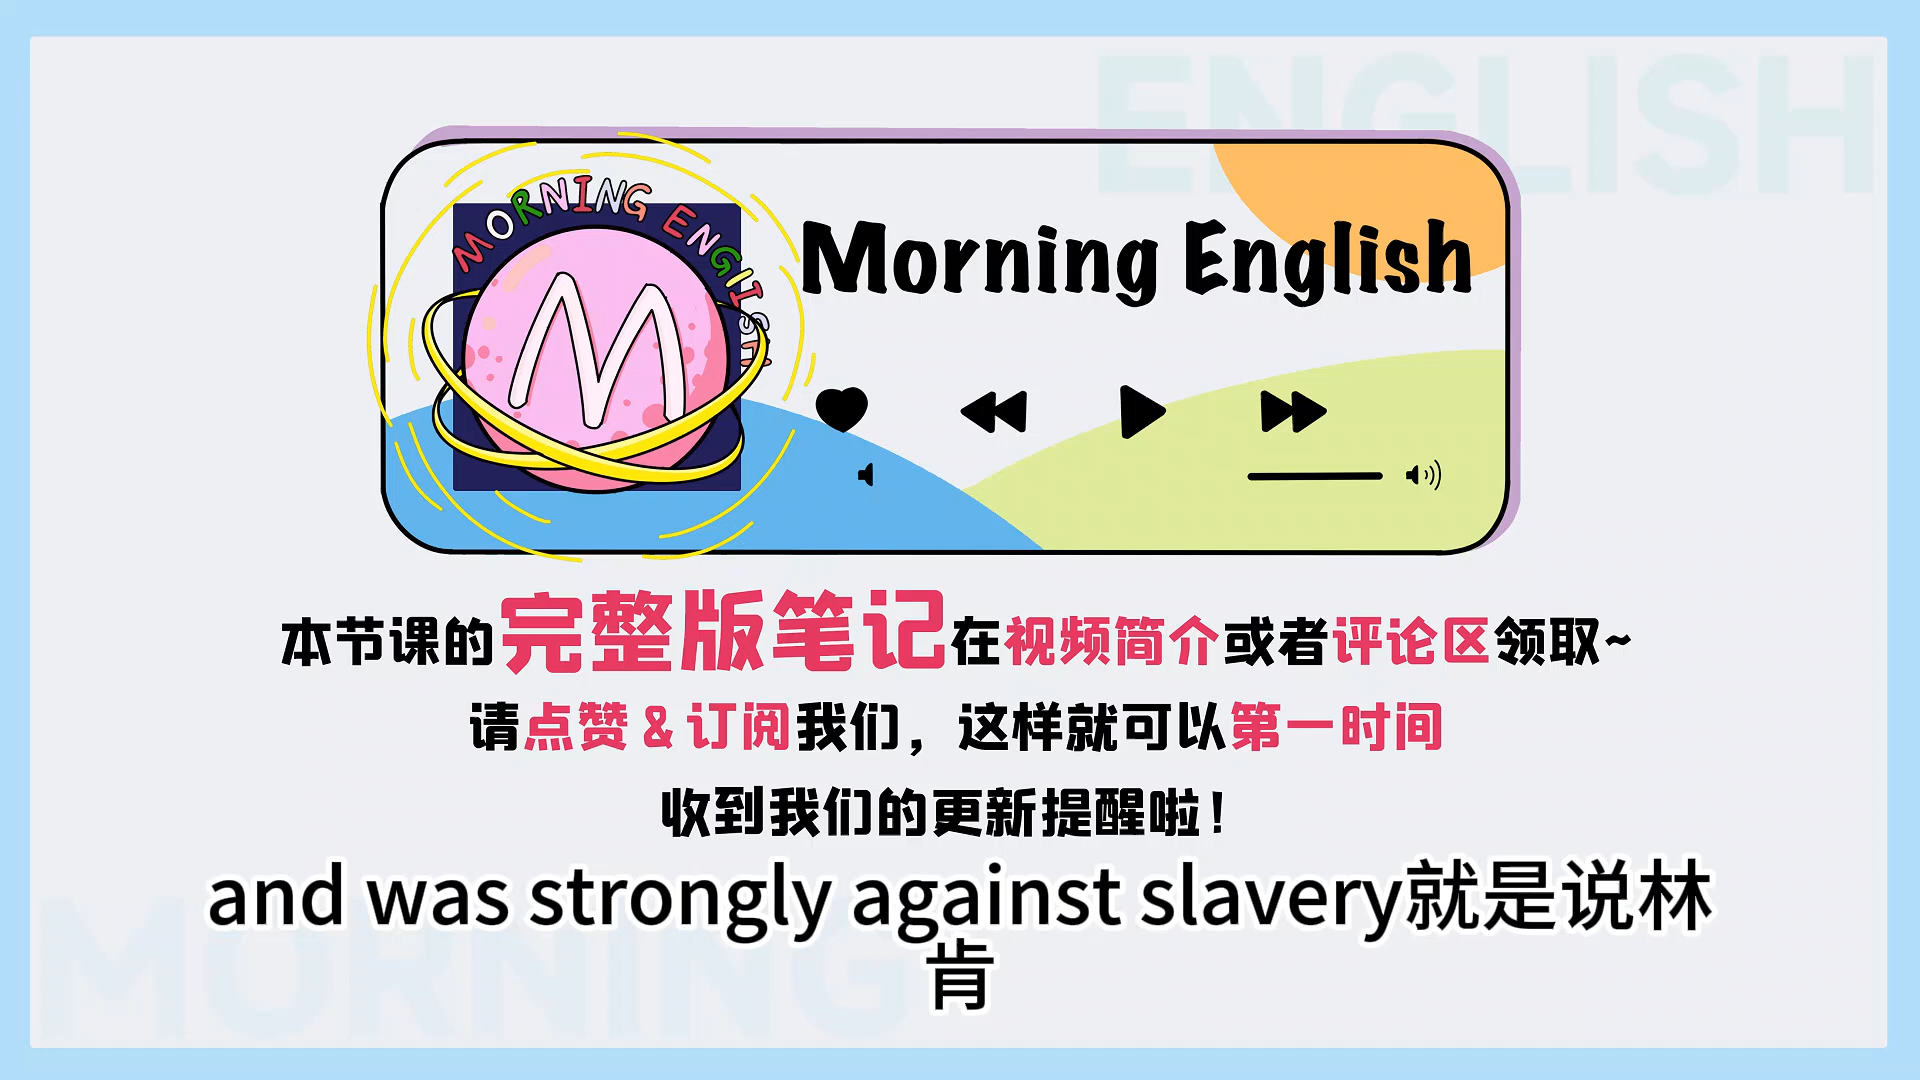 ENGLISH
MORNING ENGLISH
M
Morning English
本节课的完整版笔记在视频简介或者评论区领取~
请点赞&订阅我们，这样就可以第一时间
收到我们的更新提醒啦！
and was strongly against slavery就是说林
肯
MORNING